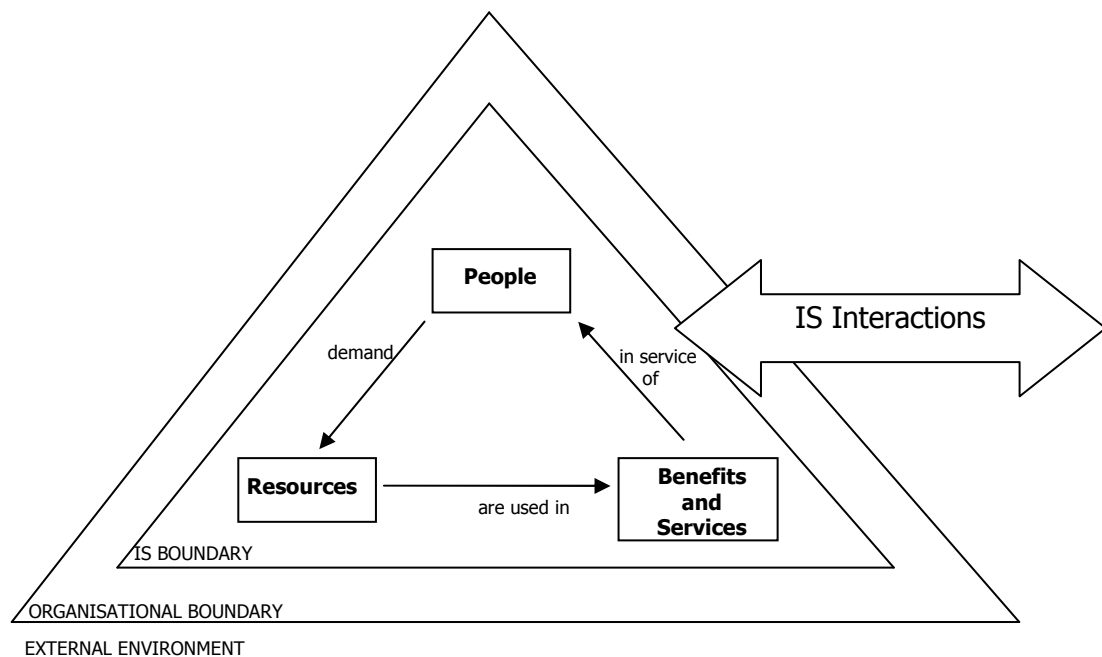 People
IS Interactions
demand
in service
of
Resources
Benefits
and
Services
are used in
IS BOUNDARY
ORGANISATIONAL BOUNDARY
EXTERNAL ENVIRONMENT